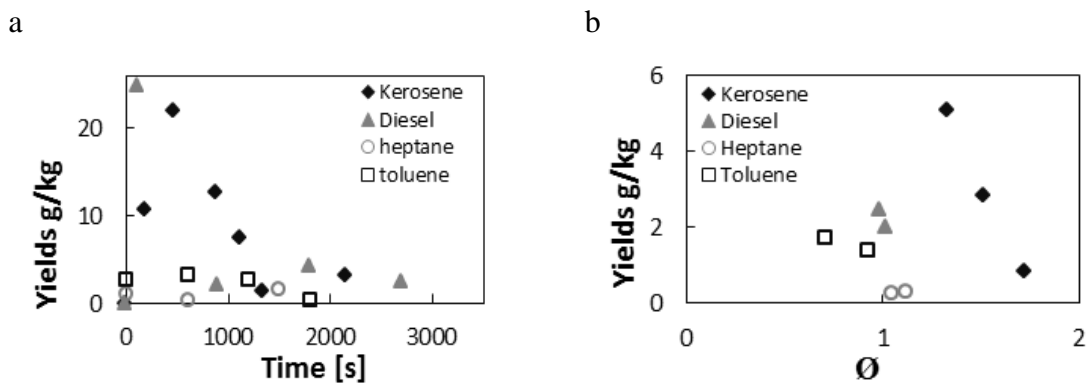 a
b
Yields g/kg
20
10
0
0 1000 2000 3000
Time [s]
Kerosene
Diesel
heptane
toluene
Yields g/kg
6
4
2
0
0 1 2
Ø
Kerosene
Diesel
Heptane
Toluene